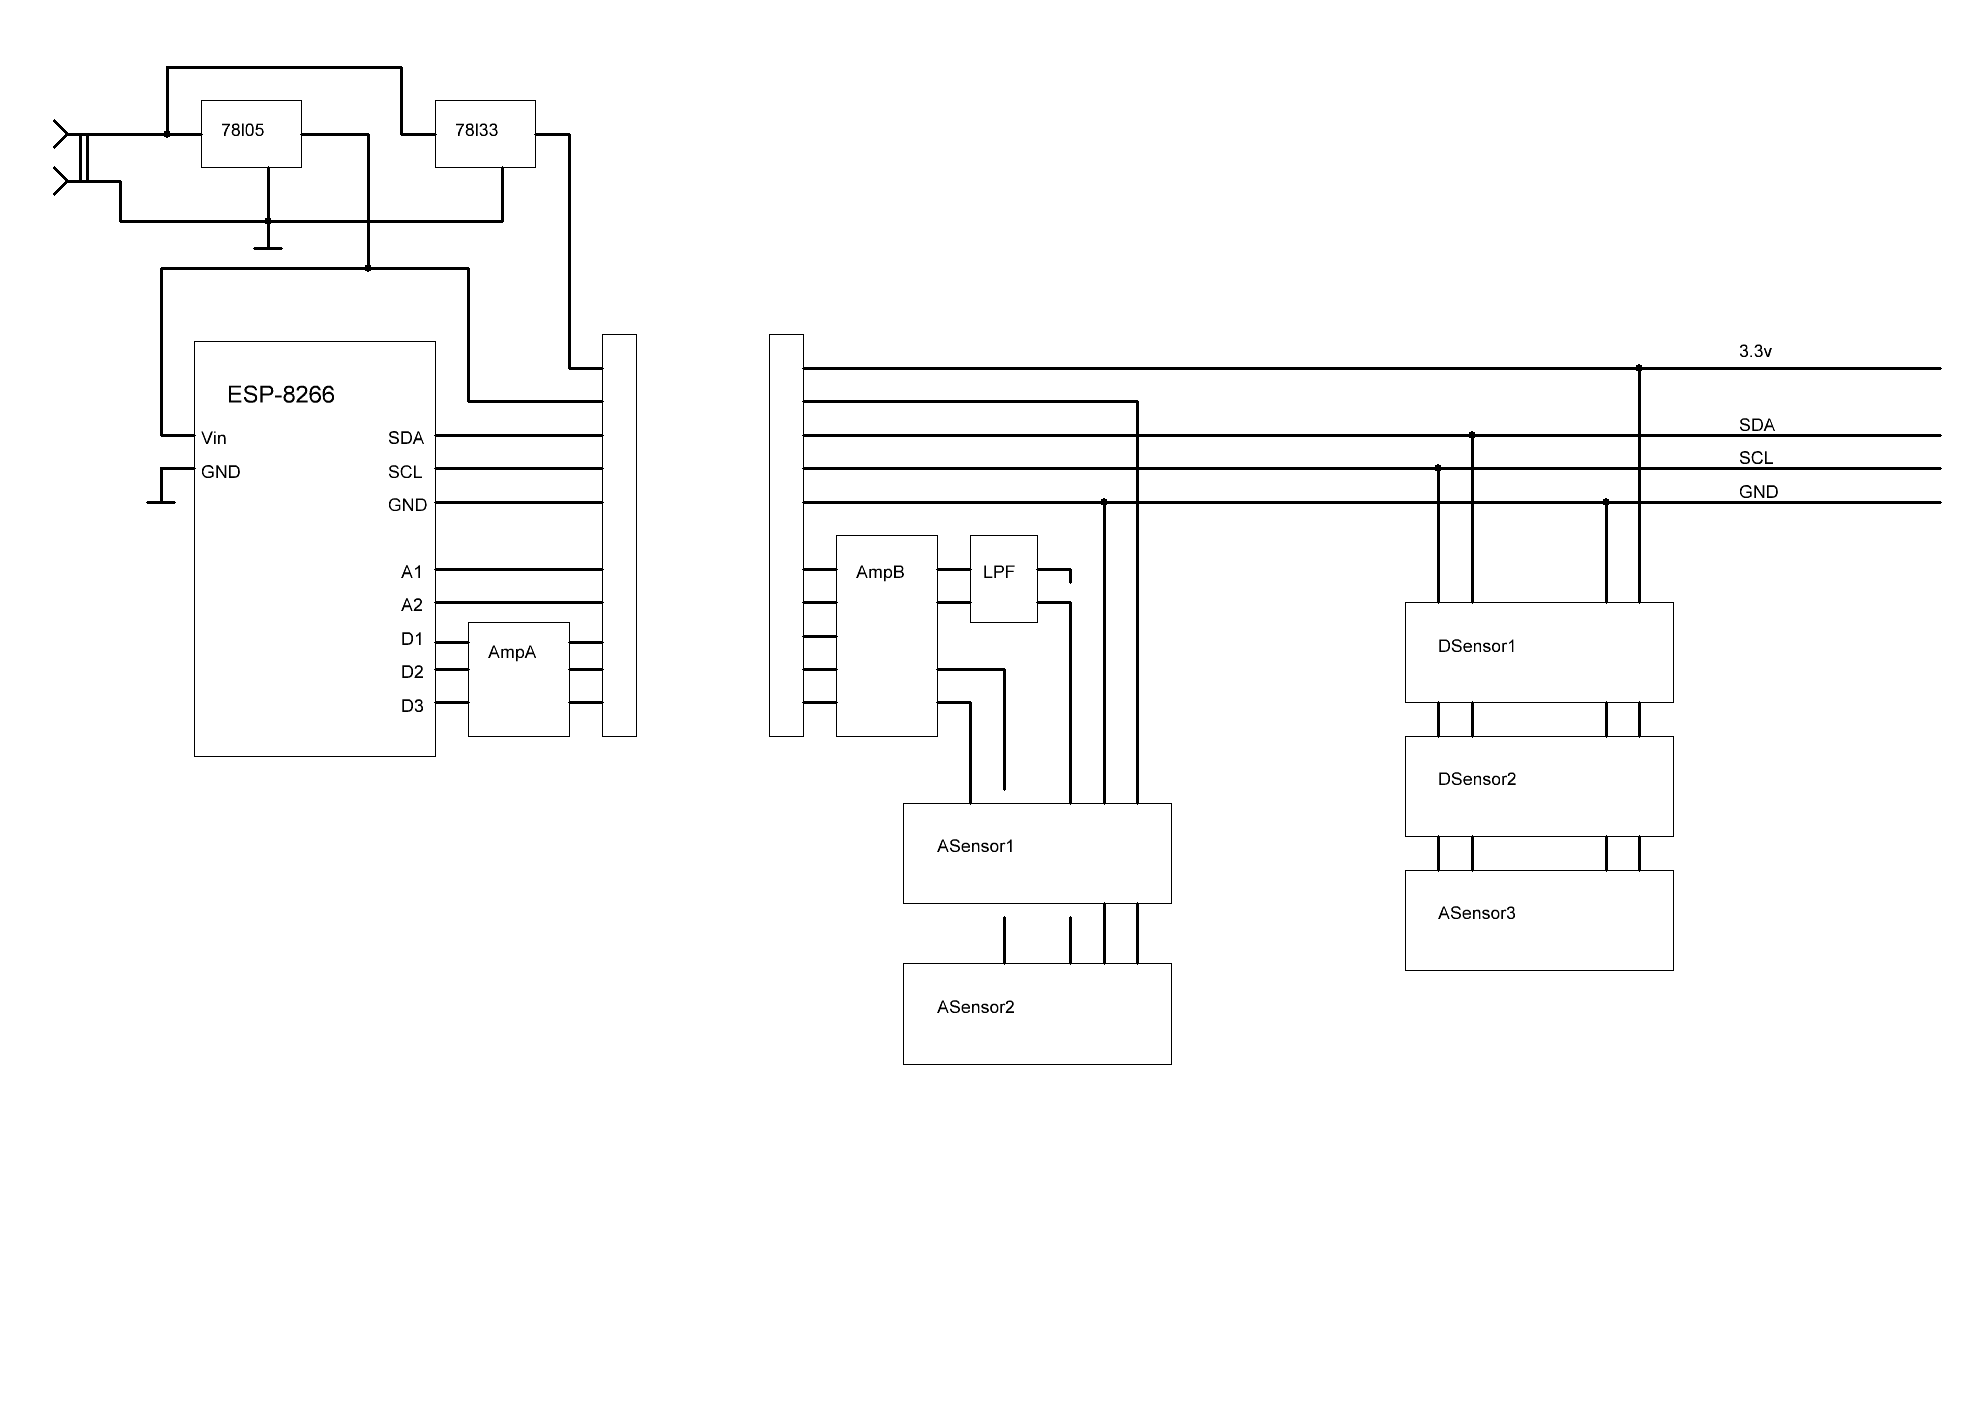 78l05
78l33
3.3v
ESP-8266
SDA
Vin
SDA
SCL
GND
SCL
GND
GND
A1
AmpB
LPF
A2
D1
AmpA
DSensor1
D2
D3
DSensor2
ASensor1
ASensor3
ASensor2